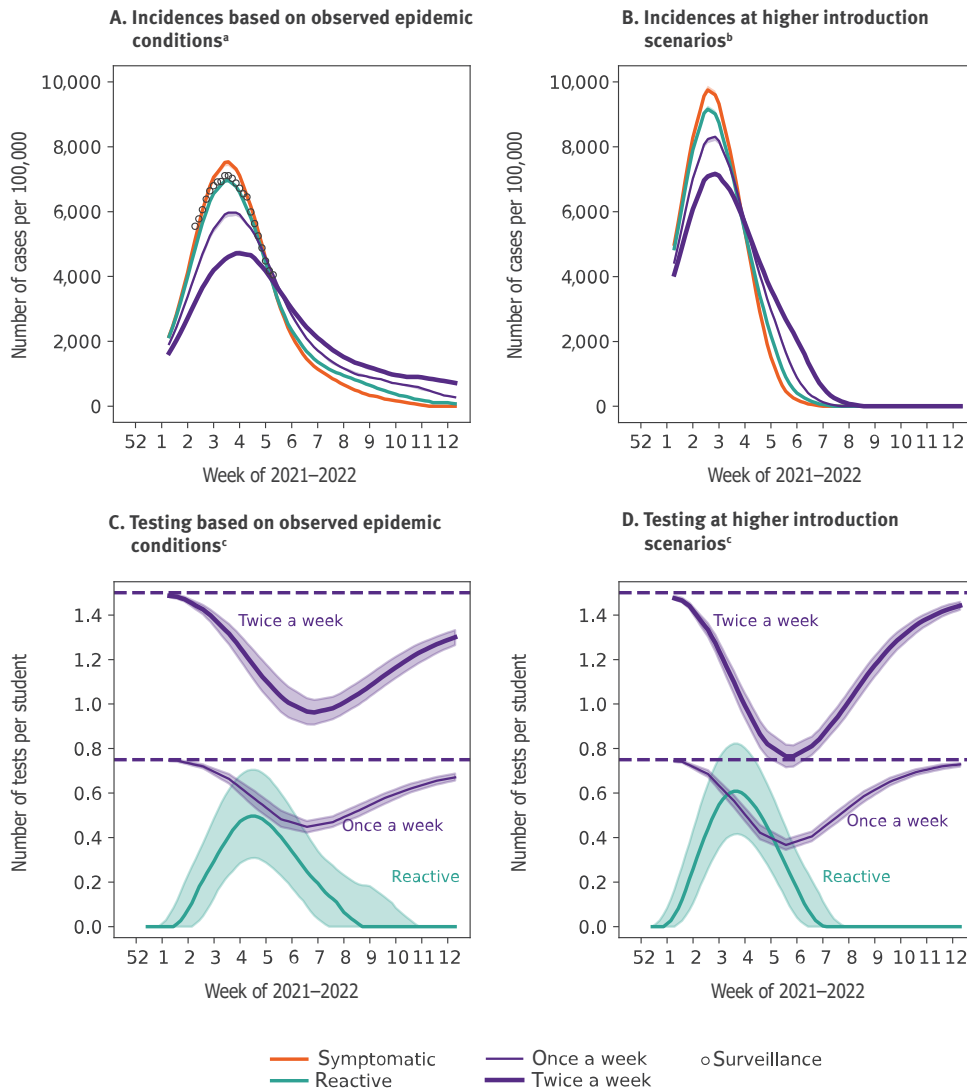 A. Incidences based on observed epidemic
conditionsᵃ
Number of cases per 100,000
10,000
8,000
6,000
4,000
2,000
0
52 1 2 3 4 5 6 7 8 9 10 11 12
Week of 2021–2022
B. Incidences at higher introduction
scenariosᵇ
Number of cases per 100,000
10,000
8,000
6,000
4,000
2,000
0
52 1 2 3 4 5 6 7 8 9 10 11 12
Week of 2021–2022
C. Testing based on observed epidemic
conditionsᶜ
Number of tests per student
1.4
1.2
1.0
0.8
0.6
0.4
0.2
0.0
Twice a week
Once a week
Reactive
52 1 2 3 4 5 6 7 8 9 10 11 12
Week of 2021–2022
D. Testing at higher introduction
scenariosᶜ
Number of tests per student
1.4
1.2
1.0
0.8
0.6
0.4
0.2
0.0
Twice a week
Once a week
Reactive
52 1 2 3 4 5 6 7 8 9 10 11 12
Week of 2021–2022
Symptomatic
Once a week
Surveillance
Reactive
Twice a week